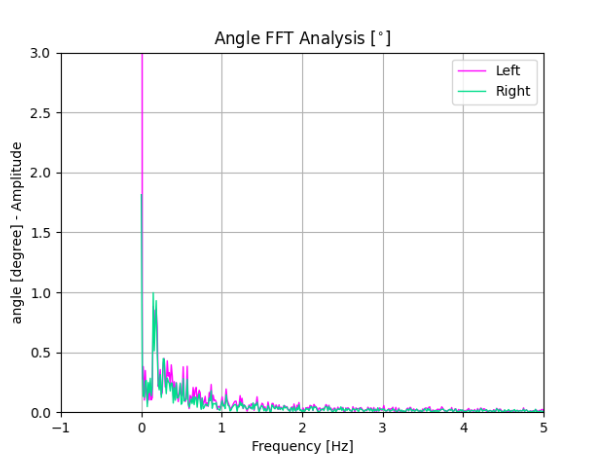 Angle FFT Analysis [°]
angle [degree] - Amplitude
3.0
2.5
2.0
1.5
1.0
0.5
0.0
Left
Right
−1
0
1
2
3
4
5
Frequency [Hz]